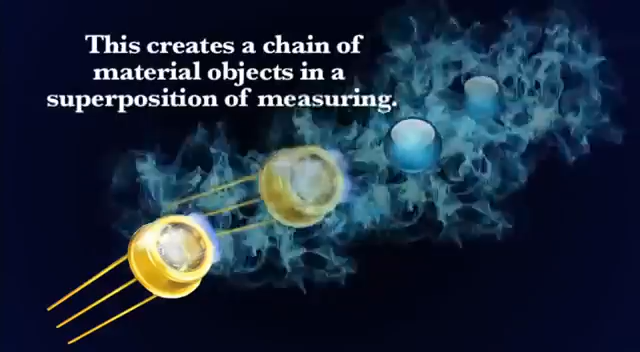 This creates a chain of
material objects in a
superposition of measuring.